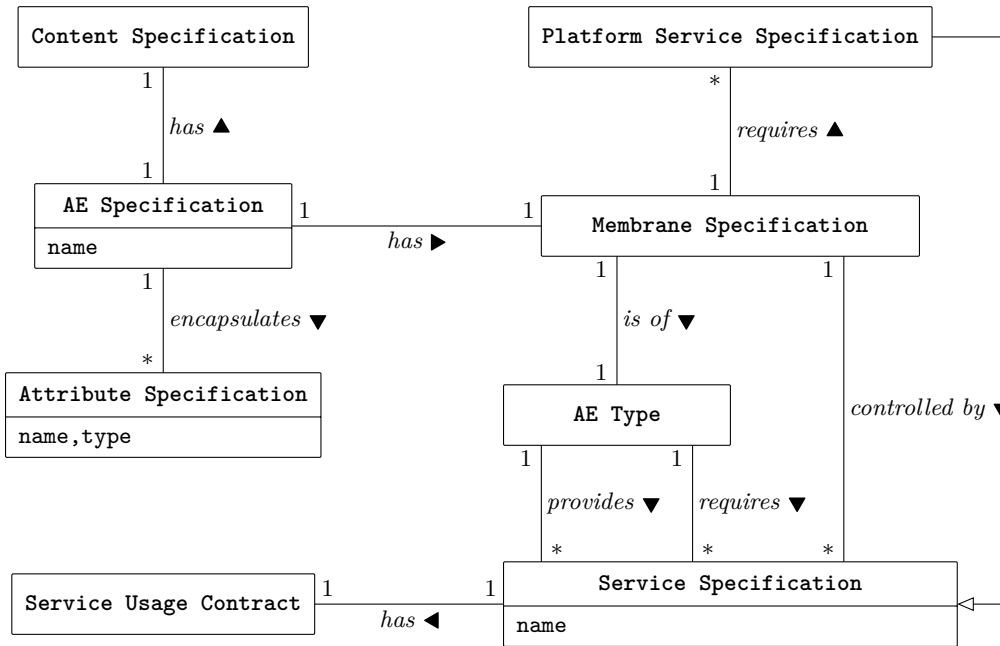 Content Specification
Platform Service Specification
1
*
has ▲
requires ▲
1
1
AE Specification
name
1
has ▶
1
Membrane Specification
1
1
1
encapsulates ▼
is of ▼
*
1
Attribute Specification
name,type
AE Type
controlled by ▼
1
1
provides ▼
requires ▼
*
*
*
Service Usage Contract
1
has ◀
1
Service Specification
name